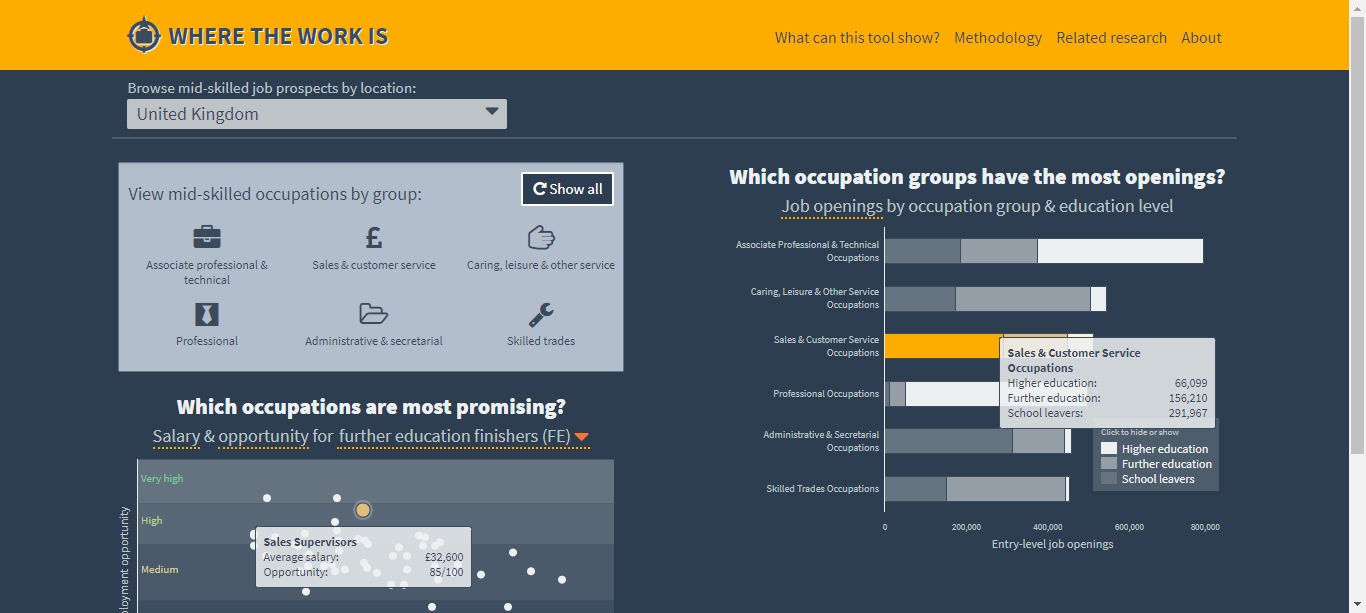 WHERE THE WORK IS
What can this tool show?
Methodology
Related research
About
Browse mid-skilled job prospects by location:
United Kingdom
View mid-skilled occupations by group:
Show all
Associate professional &
technical
Sales & customer service
Caring, leisure & other service
Professional
Administrative & secretarial
Skilled trades
Which occupations are most promising?
Salary & opportunity for further education finishers (FE)
Very high
High
Medium
Sales Supervisors
Average salary: £32,600
Opportunity: 85/100
Which occupation groups have the most openings?
Job openings by occupation group & education level
Associate Professional & Technical
Occupations
Caring, Leisure & Other Service
Occupations
Sales & Customer Service
Occupations
Professional Occupations
Administrative & Secretarial
Occupations
Skilled Trades Occupations
Sales & Customer Service
Occupations
Higher education: 66,099
Further education: 156,210
School leavers: 291,967
Click to hide or show
Higher education
Further education
School leavers
0 200,000 400,000 600,000 800,000
Entry-level job openings